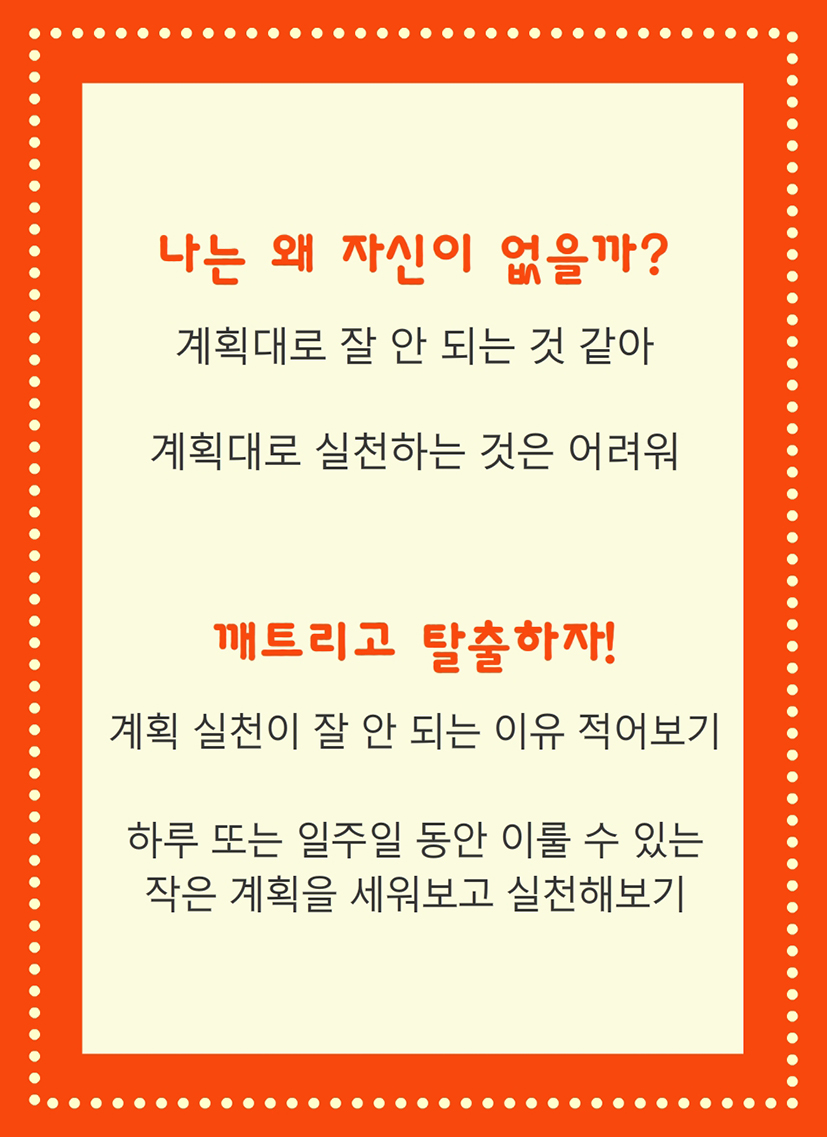 나는 왜 자신이 없을까?
계획대로 잘 안 되는 것 같아
계획대로 실천하는 것은 어려워
깨트리고 탈출하자!
계획 실천이 잘 안 되는 이유 적어보기
하루 또는 일주일 동안 이룰 수 있는
작은 계획을 세워보고 실천해보기